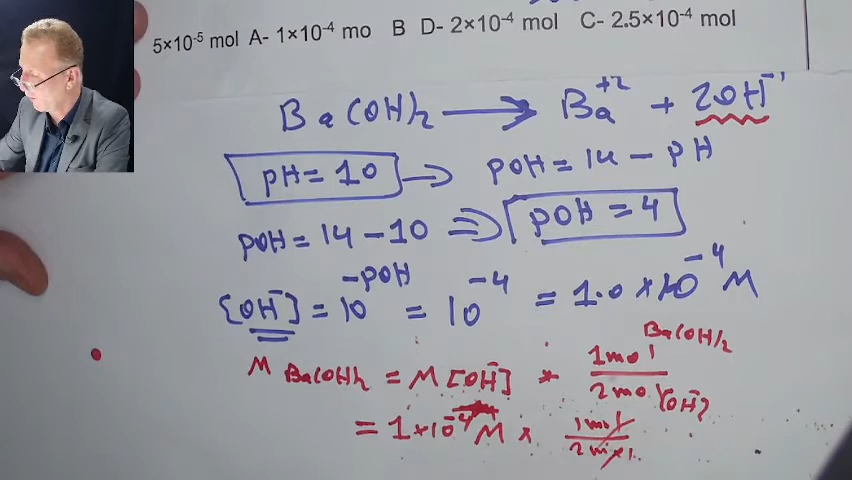 5×10⁻⁵ mol A- 1×10⁻⁴ mo B D- 2×10⁻⁴ mol C- 2.5×10⁻⁴ mol
Ba(OH)₂ ⟶ Ba⁺² + 2OH⁻¹
pH = 10 → pOH = 14 - pH
pOH = 14 - 10 ⇒ pOH = 4
[OH⁻] = 10⁻ᵖᴼᴴ = 10⁻⁴ = 1.0 × 10⁻⁴ M
M Ba(OH)₂ = M [OH⁻] * 1mol Ba(OH)₂ / 2mol (OH⁻)
= 1×10⁻⁴ M × 1mol / 2mol